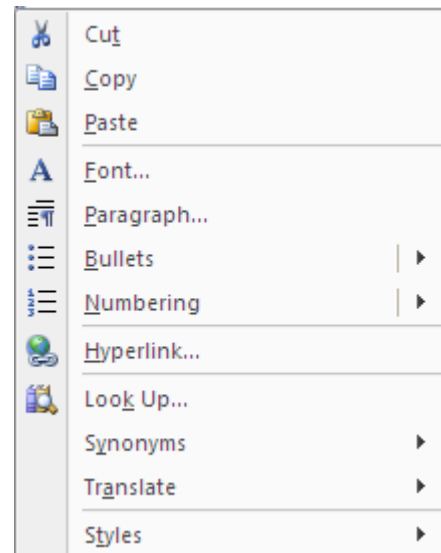 Cut
Copy
Paste
Font...
Paragraph...
Bullets
Numbering
Hyperlink...
Look Up...
Synonyms
Translate
Styles